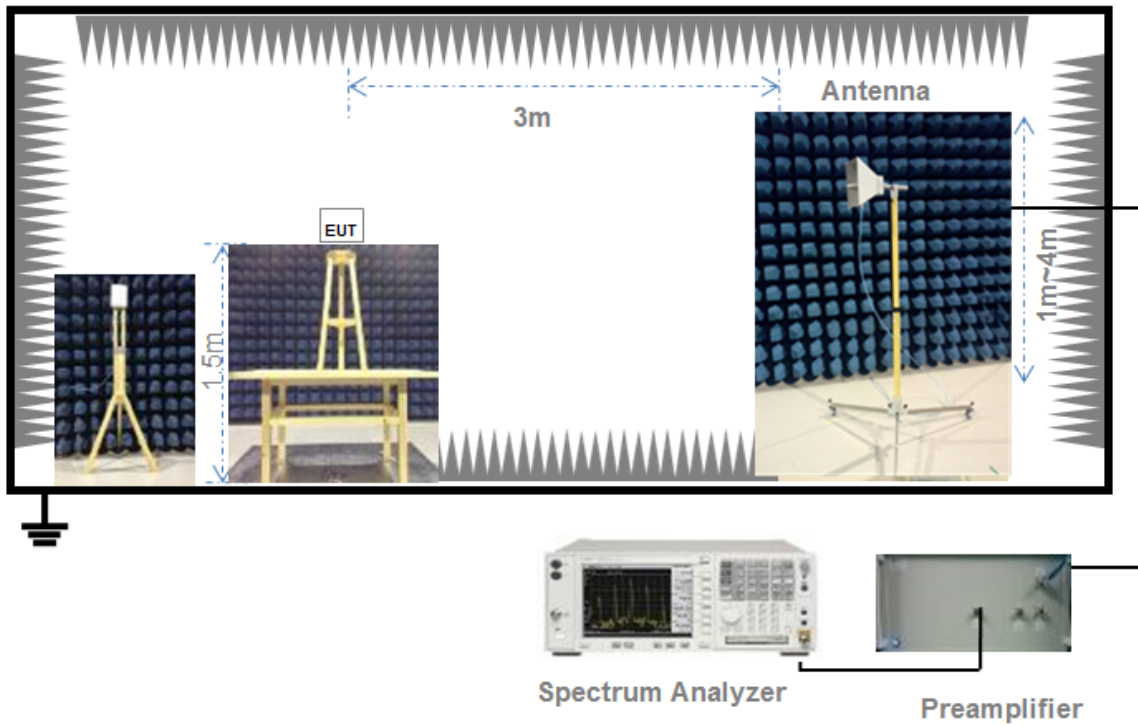 Antenna
3m
EUT
1.5m
1m~4m
Spectrum Analyzer
Preamplifier